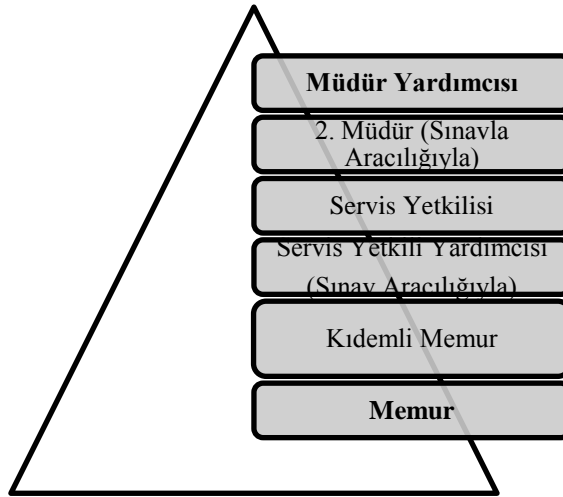 Müdür Yardımcısı
2. Müdür (Sınavla
Aracılığıyla)
Servis Yetkilisi
Servis Yetkili Yardımcısı
(Sınav Aracılığıyla)
Kıdemli Memur
Memur